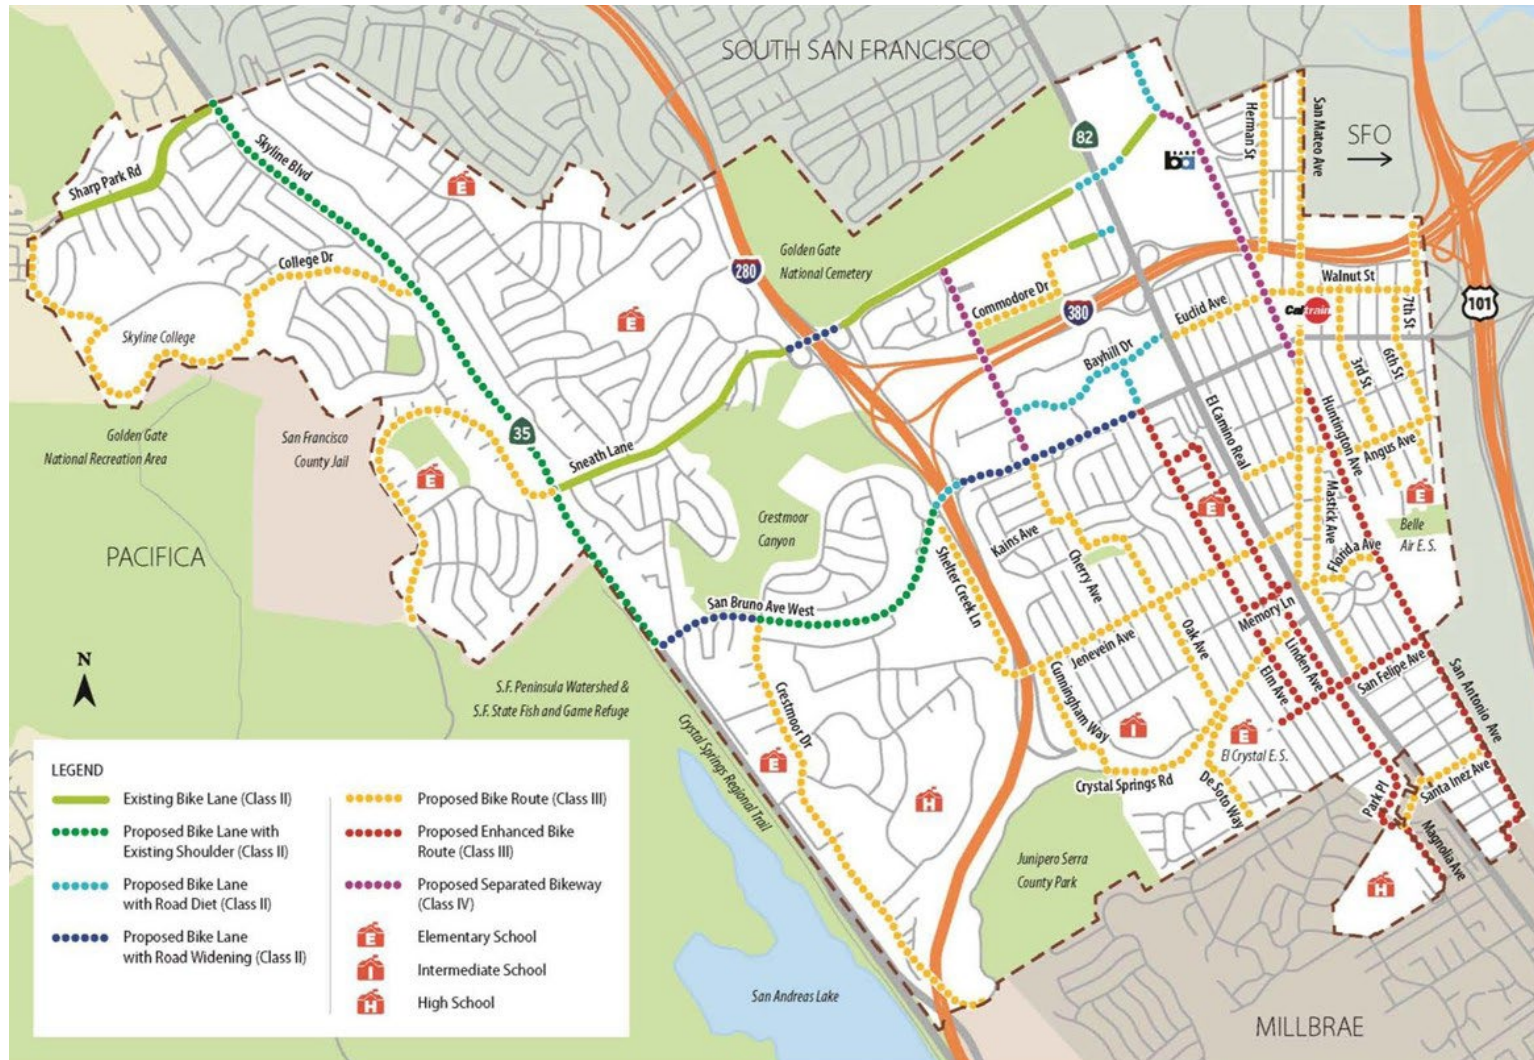 SOUTH SAN FRANCISCO
SFO
PACIFICA
MILLBRAE
Sharp Park Rd
Skyline Blvd
College Dr
Skyline College
Golden Gate
National Recreation Area
San Francisco
County Jail
35
Sneath Lane
280
Golden Gate
National Cemetery
82
ba
Herman St
San Mateo Ave
Commodore Dr
380
Walnut St
Caltrain
7th St
101
Euclid Ave
Bayhill Dr
3rd St
6th St
El Camino Real
Huntington Ave
Angus Ave
Mastick Ave
Belle
Air E.S.
Florida Ave
Crestmoor
Canyon
San Bruno Ave West
Shelter Creek Ln
Kains Ave
Cherry Ave
Jenevein Ave
Oak Ave
Memory Ln
Linden Ave
Elm Ave
San Felipe Ave
San Antonio Ave
Cunningham Way
Crystal Springs Rd
El Crystal E.S.
De Soto Way
Park Pl
Santa Inez Ave
Magnolia Ave
Crestmoor Dr
S.F. Peninsula Watershed &
S.F. State Fish and Game Refuge
Crystal Springs Regional Trail
San Andreas Lake
Junipero Serra
County Park
E
E
E
E
E
E
E
I
H
H
N
LEGEND
Existing Bike Lane (Class II)
Proposed Bike Lane with
Existing Shoulder (Class II)
Proposed Bike Lane
with Road Diet (Class II)
Proposed Bike Lane
with Road Widening (Class II)
Proposed Bike Route (Class III)
Proposed Enhanced Bike
Route (Class III)
Proposed Separated Bikeway
(Class IV)
E
Elementary School
I
Intermediate School
H
High School